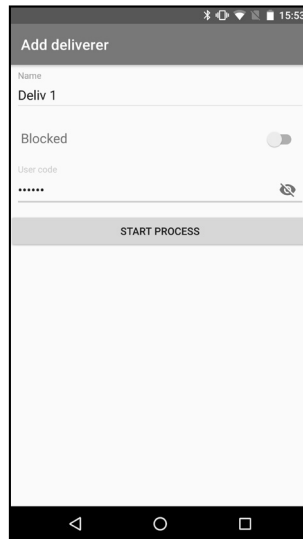 15:53
Add deliverer
Name
Deliv 1
Blocked
User code
••••••
START PROCESS